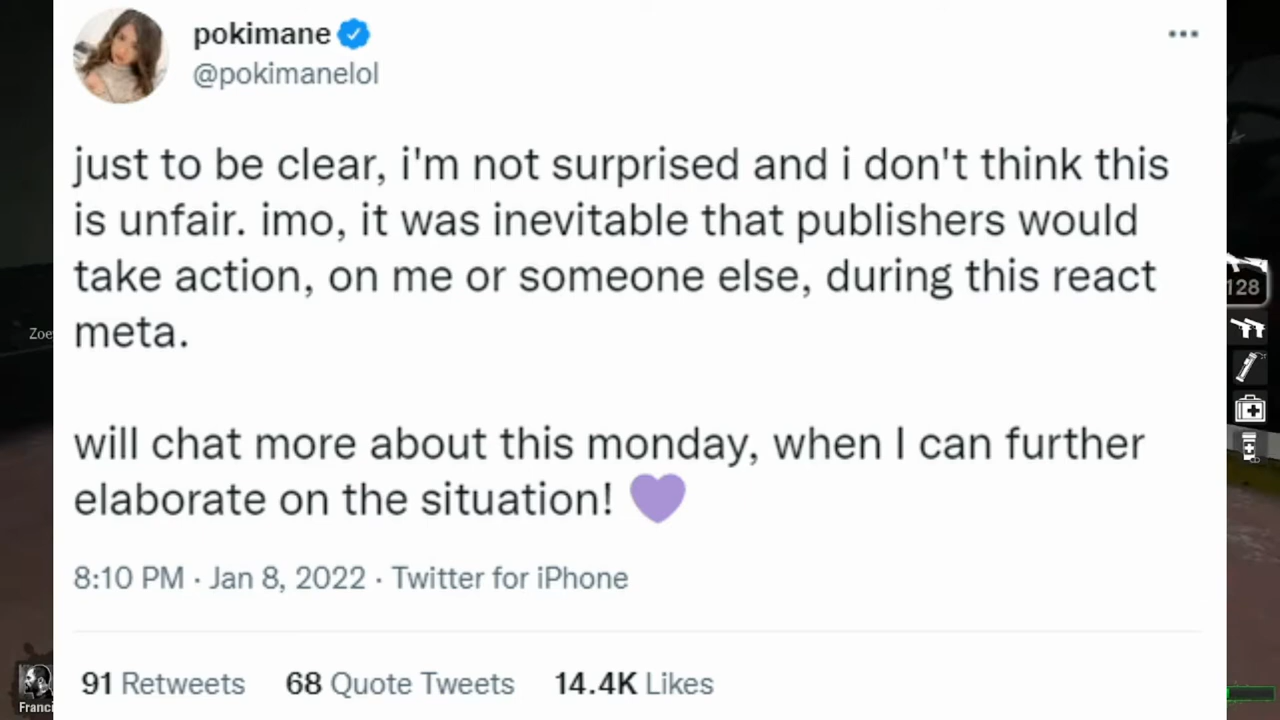 pokimane
@pokimanelol
just to be clear, i'm not surprised and i don't think this
is unfair. imo, it was inevitable that publishers would
take action, on me or someone else, during this react
meta.
will chat more about this monday, when I can further
elaborate on the situation! 💜
8:10 PM · Jan 8, 2022 · Twitter for iPhone
91 Retweets 68 Quote Tweets 14.4K Likes
128
Zoe
Franci